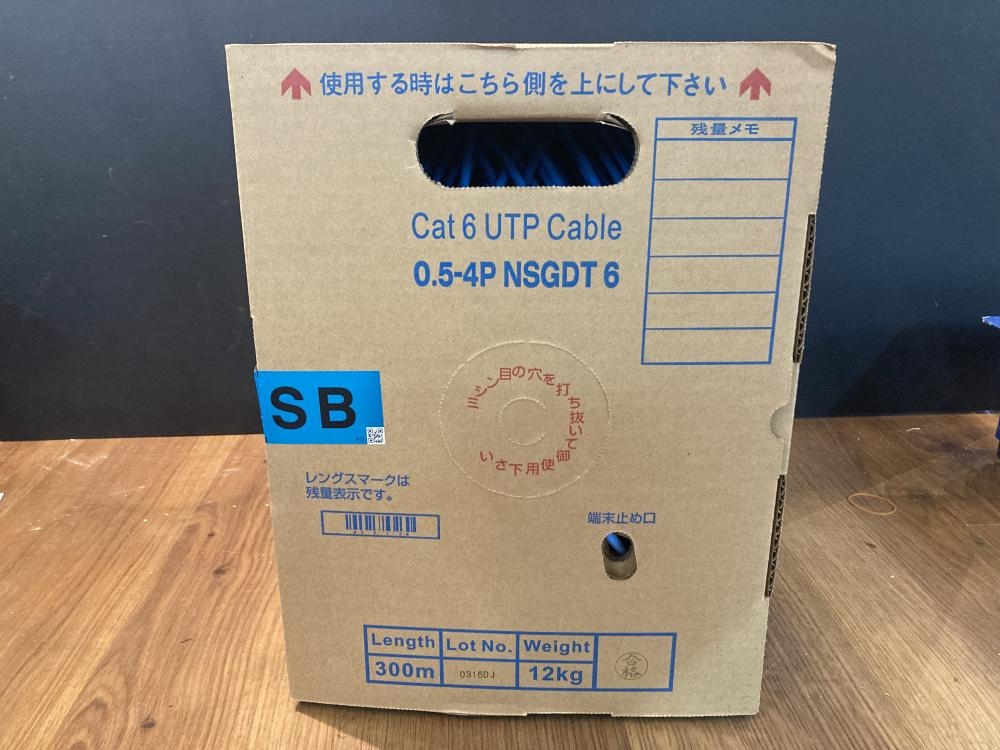 使用する時はこちら側を上にして下さい
残量メモ
Cat 6 UTP Cable
0.5-4P NSGDT 6
ミシン目の穴を打ち抜いて御使用下さい
SB
レングスマークは
残量表示です。
端末止め口
Length Lot No. Weight
300m 0315DJ 12kg
合格